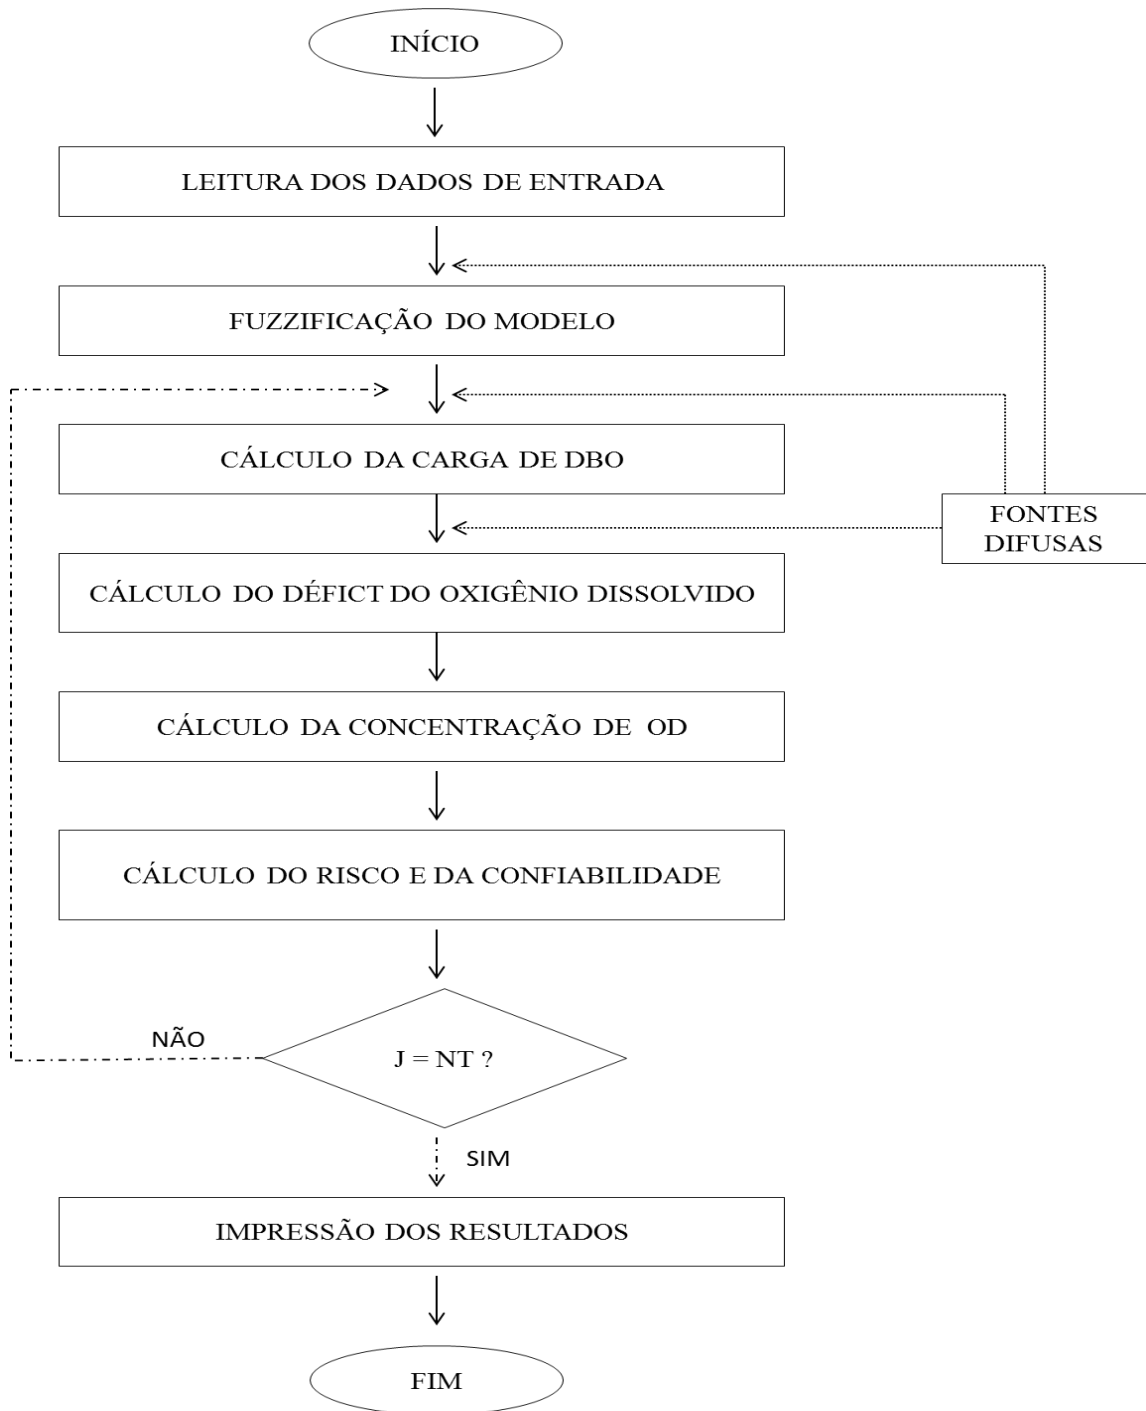 INÍCIO
LEITURA DOS DADOS DE ENTRADA
FUZZIFICAÇÃO DO MODELO
CÁLCULO DA CARGA DE DBO
FONTES
DIFUSAS
CÁLCULO DO DÉFICT DO OXIGÊNIO DISSOLVIDO
CÁLCULO DA CONCENTRAÇÃO DE OD
CÁLCULO DO RISCO E DA CONFIABILIDADE
NÃO
J = NT ?
SIM
IMPRESSÃO DOS RESULTADOS
FIM